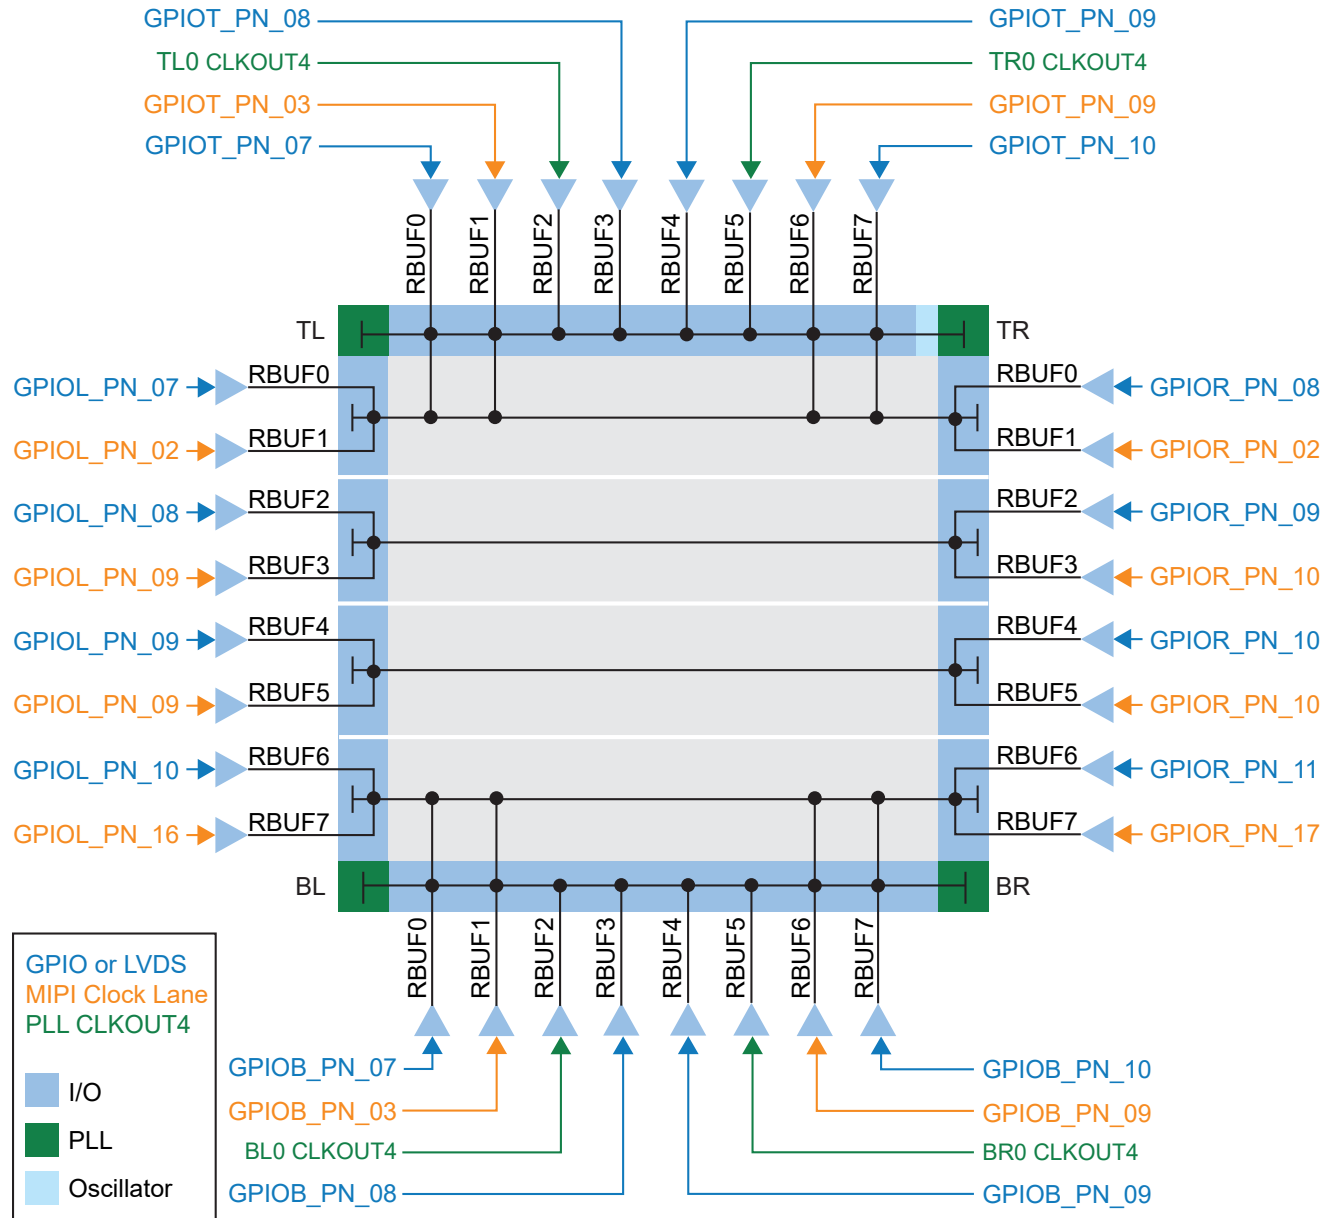 GPIOT_PN_08
GPIOT_PN_09
TL0 CLKOUT4
TR0 CLKOUT4
GPIOT_PN_03
GPIOT_PN_09
GPIOT_PN_07
GPIOT_PN_10
RBUF0
RBUF1
RBUF2
RBUF3
RBUF4
RBUF5
RBUF6
RBUF7
TL
TR
GPIOL_PN_07
RBUF0
RBUF0
GPIOR_PN_08
GPIOL_PN_02
RBUF1
RBUF1
GPIOR_PN_02
GPIOL_PN_08
RBUF2
RBUF2
GPIOR_PN_09
GPIOL_PN_09
RBUF3
RBUF3
GPIOR_PN_10
GPIOL_PN_09
RBUF4
RBUF4
GPIOR_PN_10
GPIOL_PN_09
RBUF5
RBUF5
GPIOR_PN_10
GPIOL_PN_10
RBUF6
RBUF6
GPIOR_PN_11
GPIOL_PN_16
RBUF7
RBUF7
GPIOR_PN_17
BL
BR
RBUF0
RBUF1
RBUF2
RBUF3
RBUF4
RBUF5
RBUF6
RBUF7
GPIO or LVDS
MIPI Clock Lane
PLL CLKOUT4
I/O
PLL
Oscillator
GPIOB_PN_07
GPIOB_PN_10
GPIOB_PN_03
GPIOB_PN_09
BL0 CLKOUT4
BR0 CLKOUT4
GPIOB_PN_08
GPIOB_PN_09